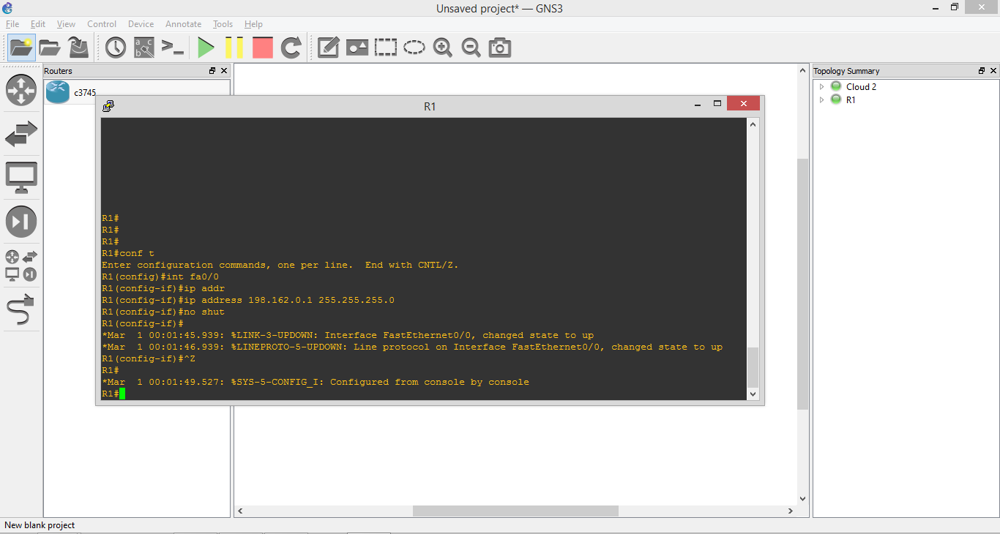 Unsaved project* — GNS3
File Edit View Control Device Annotate Tools Help
Routers
Topology Summary
c3745
Cloud 2
R1
R1
R1#
R1#
R1#
R1#conf t
Enter configuration commands, one per line.  End with CNTL/Z.
R1(config)#int fa0/0
R1(config-if)#ip addr
R1(config-if)#ip address 198.162.0.1 255.255.255.0
R1(config-if)#no shut
R1(config-if)#
*Mar  1 00:01:45.939: %LINK-3-UPDOWN: Interface FastEthernet0/0, changed state to up
*Mar  1 00:01:46.939: %LINEPROTO-5-UPDOWN: Line protocol on Interface FastEthernet0/0, changed state to up
R1(config-if)#^Z
R1#
*Mar  1 00:01:49.527: %SYS-5-CONFIG_I: Configured from console by console
R1#
New blank project